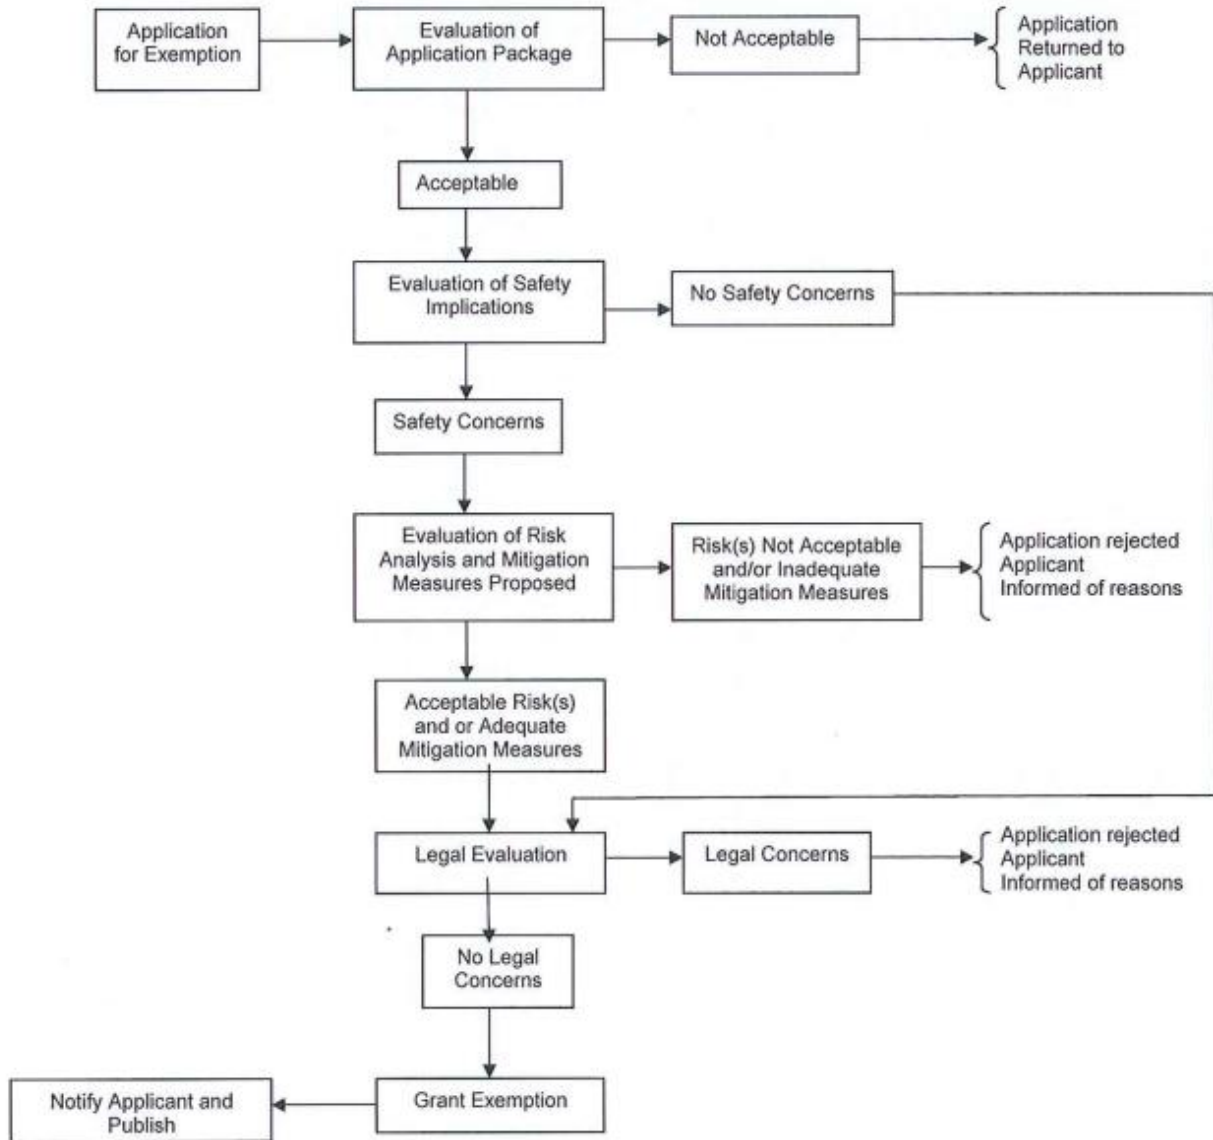 Application
for Exemption
Evaluation of
Application Package
Not Acceptable
Application
Returned to
Applicant
Acceptable
Evaluation of Safety
Implications
No Safety Concerns
Safety Concerns
Evaluation of Risk
Analysis and Mitigation
Measures Proposed
Risk(s) Not Acceptable
and/or Inadequate
Mitigation Measures
Application rejected
Applicant
Informed of reasons
Acceptable Risk(s)
and or Adequate
Mitigation Measures
Legal Evaluation
Legal Concerns
Application rejected
Applicant
Informed of reasons
No Legal
Concerns
Grant Exemption
Notify Applicant and
Publish